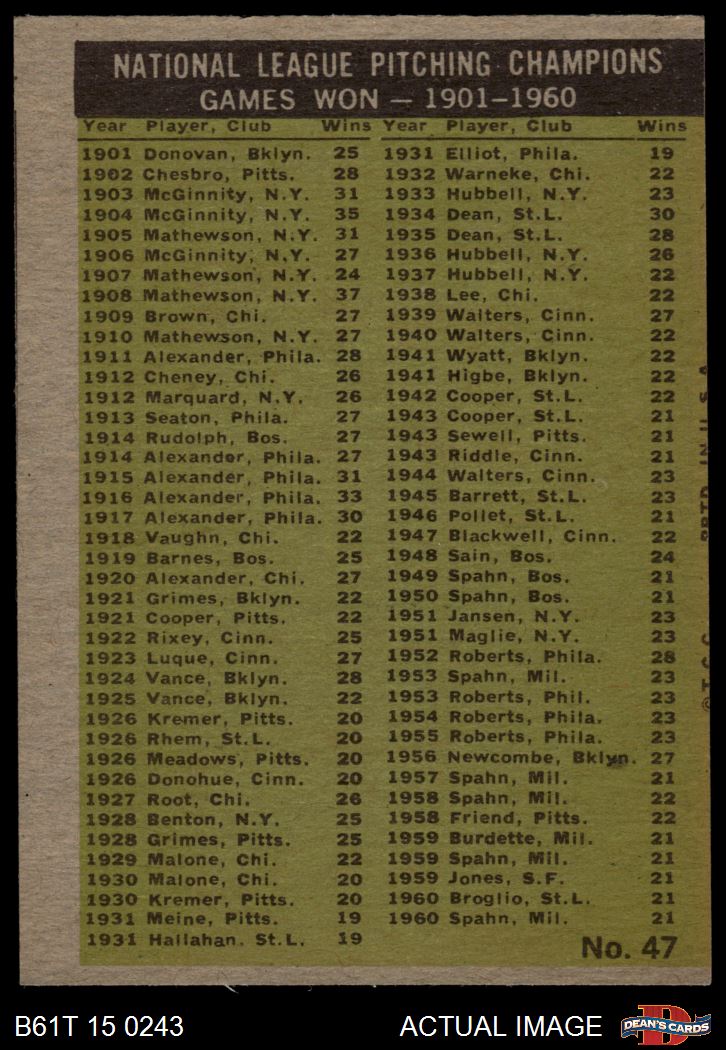 NATIONAL LEAGUE PITCHING CHAMPIONS
GAMES WON — 1901–1960
Year Player, Club Wins
1901 Donovan, Bklyn. 25
1902 Chesbro, Pitts. 28
1903 McGinnity, N.Y. 31
1904 McGinnity, N.Y. 35
1905 Mathewson, N.Y. 31
1906 McGinnity, N.Y. 27
1907 Mathewson, N.Y. 24
1908 Mathewson, N.Y. 37
1909 Brown, Chi. 27
1910 Mathewson, N.Y. 27
1911 Alexander, Phila. 28
1912 Cheney, Chi. 26
1912 Marquard, N.Y. 26
1913 Seaton, Phila. 27
1914 Rudolph, Bos. 27
1914 Alexander, Phila. 27
1915 Alexander, Phila. 31
1916 Alexander, Phila. 33
1917 Alexander, Phila. 30
1918 Vaughn, Chi. 22
1919 Barnes, Bos. 25
1920 Alexander, Chi. 27
1921 Grimes, Bklyn. 22
1921 Cooper, Pitts. 22
1922 Rixey, Cinn. 25
1923 Luque, Cinn. 27
1924 Vance, Bklyn. 28
1925 Vance, Bklyn. 22
1926 Kremer, Pitts. 20
1926 Rhem, St.L. 20
1926 Meadows, Pitts. 20
1926 Donohue, Cinn. 20
1927 Root, Chi. 26
1928 Benton, N.Y. 25
1928 Grimes, Pitts. 25
1929 Malone, Chi. 22
1930 Malone, Chi. 20
1930 Kremer, Pitts. 20
1931 Meine, Pitts. 19
1931 Hallahan. St.L. 19
Year Player, Club Wins
1931 Elliot, Phila. 19
1932 Warneke, Chi. 22
1933 Hubbell, N.Y. 23
1934 Dean, St.L. 30
1935 Dean, St.L. 28
1936 Hubbell, N.Y. 26
1937 Hubbell, N.Y. 22
1938 Lee, Chi. 22
1939 Walters, Cinn. 27
1940 Walters, Cinn. 22
1941 Wyatt, Bklyn. 22
1941 Higbe, Bklyn. 22
1942 Cooper, St.L. 22
1943 Cooper, St.L. 21
1943 Sewell, Pitts. 21
1943 Riddle, Cinn. 21
1944 Walters, Cinn. 23
1945 Barrett, St.L. 23
1946 Pollet, St.L. 21
1947 Blackwell, Cinn. 22
1948 Sain, Bos. 24
1949 Spahn, Bos. 21
1950 Spahn, Bos. 21
1951 Jansen, N.Y. 23
1951 Maglie, N.Y. 23
1952 Roberts, Phila. 28
1953 Spahn, Mil. 23
1953 Roberts, Phil. 23
1954 Roberts, Phila. 23
1955 Roberts, Phila. 23
1956 Newcombe, Bklyn. 27
1957 Spahn, Mil. 21
1958 Spahn, Mil. 22
1958 Friend, Pitts. 22
1959 Burdette, Mil. 21
1959 Spahn, Mil. 21
1959 Jones, S.F. 21
1960 Broglio, St.L. 21
1960 Spahn, Mil. 21
No. 47
B61T 15 0243 ACTUAL IMAGE
DEAN'S CARDS